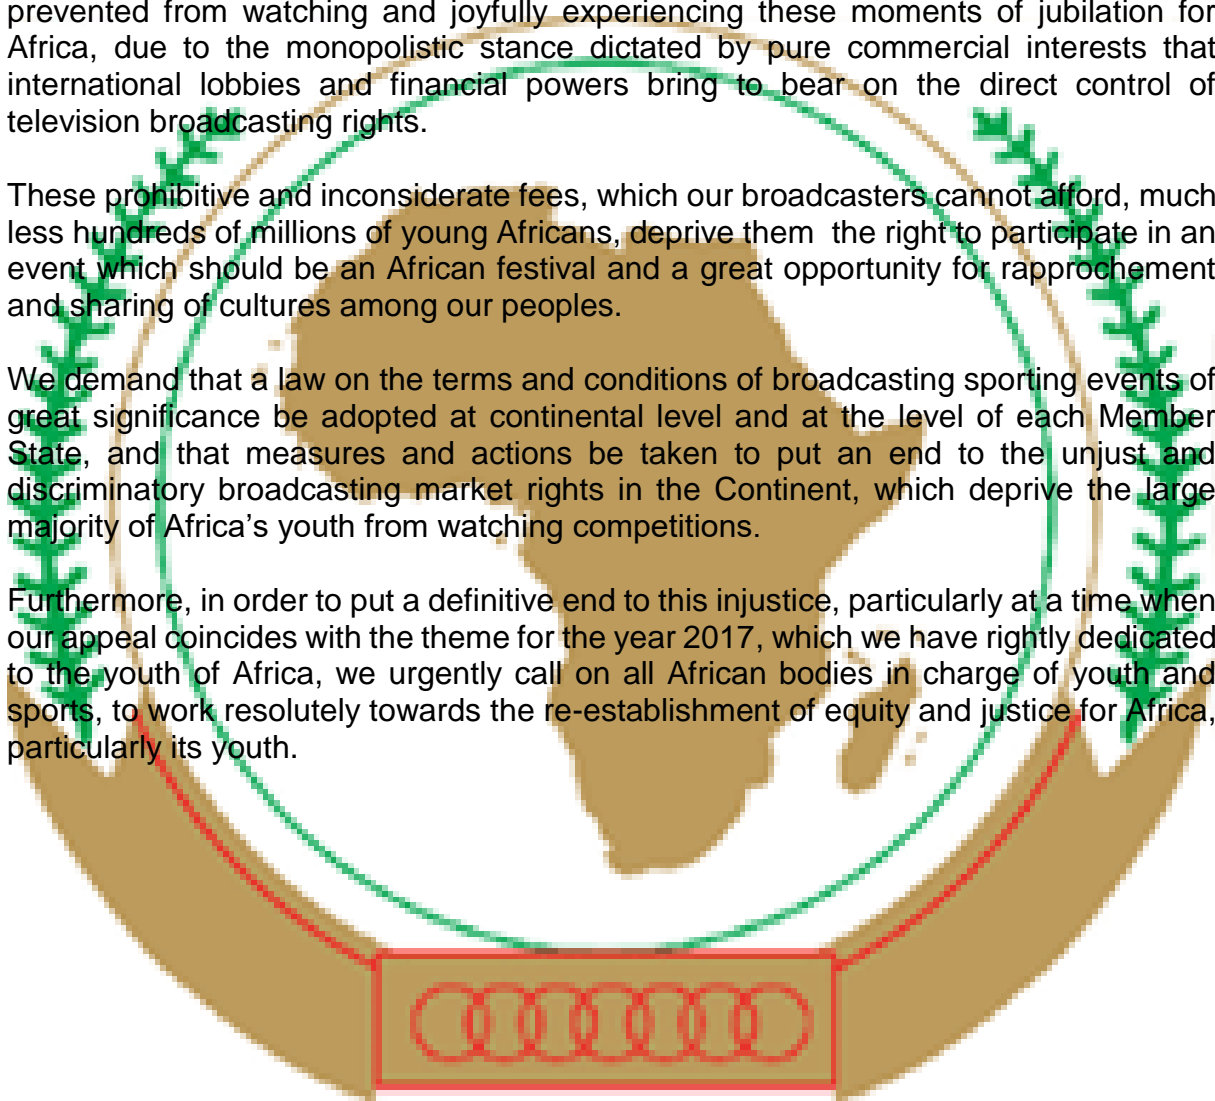 prevented from watching and joyfully experiencing these moments of jubilation for
Africa, due to the monopolistic stance dictated by pure commercial interests that
international lobbies and financial powers bring to bear on the direct control of
television broadcasting rights.
These prohibitive and inconsiderate fees, which our broadcasters cannot afford, much
less hundreds of millions of young Africans, deprive them the right to participate in an
event which should be an African festival and a great opportunity for rapprochement
and sharing of cultures among our peoples.
We demand that a law on the terms and conditions of broadcasting sporting events of
great significance be adopted at continental level and at the level of each Member
State, and that measures and actions be taken to put an end to the unjust and
discriminatory broadcasting market rights in the Continent, which deprive the large
majority of Africa’s youth from watching competitions.
Furthermore, in order to put a definitive end to this injustice, particularly at a time when
our appeal coincides with the theme for the year 2017, which we have rightly dedicated
to the youth of Africa, we urgently call on all African bodies in charge of youth and
sports, to work resolutely towards the re-establishment of equity and justice for Africa,
particularly its youth.